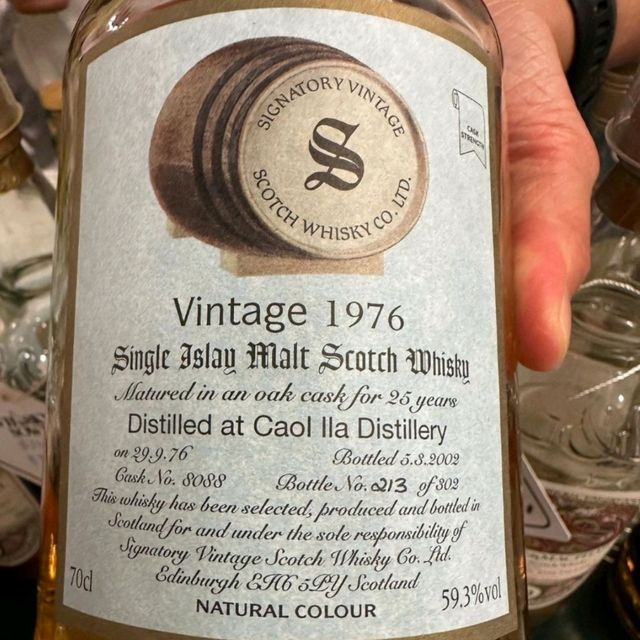 SIGNATORY VINTAGE
SCOTCH WHISKY CO. LTD.
S
CASK
STRENGTH
Vintage 1976
Single Islay Malt Scotch Whisky
Matured in an oak cask for 25 years
Distilled at Caol Ila Distillery
on 29.9.76 Bottled 5.3.2002
Cask No. 8088 Bottle No. 213 of 302
This whisky has been selected, produced and bottled in
Scotland for and under the sole responsibility of
Signatory Vintage Scotch Whisky Co. Ltd.
Edinburgh EH6 5PY Scotland
70cl 59.3%vol
NATURAL COLOUR